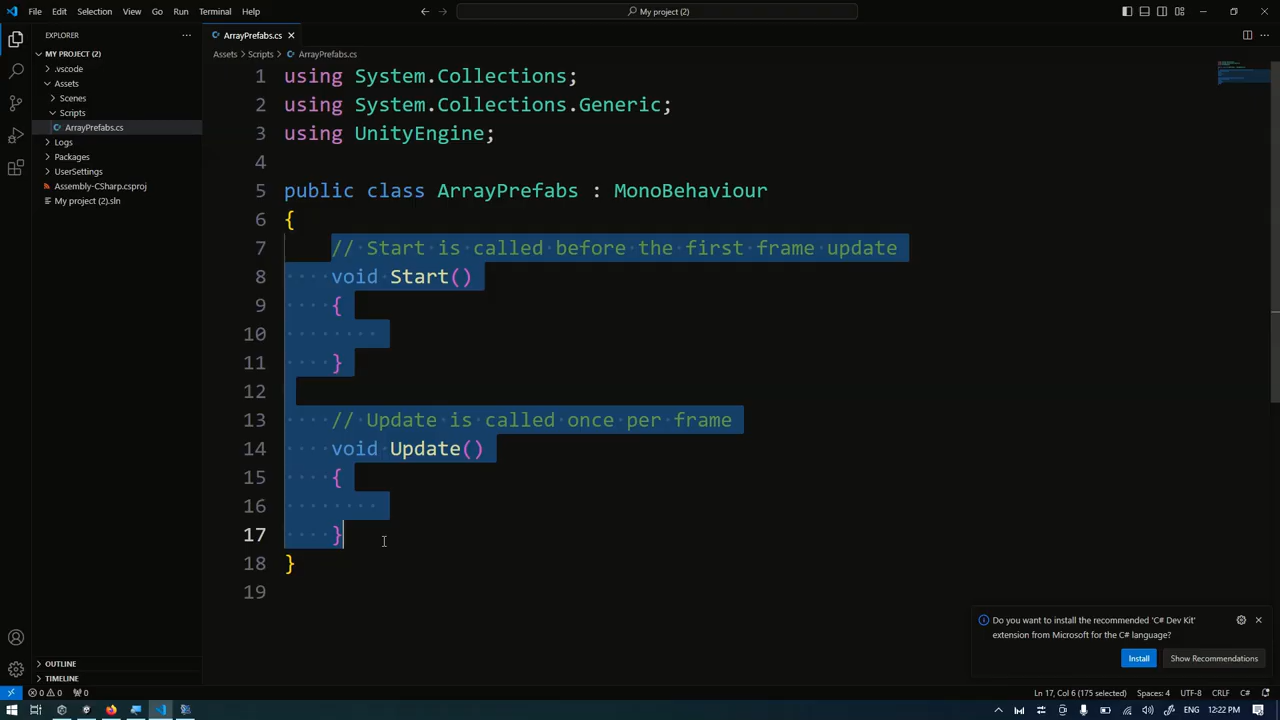 File Edit Selection View Go Run Terminal Help
My project (2)
EXPLORER
ArrayPrefabs.cs
MY PROJECT (2)
.vscode
Assets
Scenes
Scripts
ArrayPrefabs.cs
Logs
Packages
UserSettings
Assembly-CSharp.csproj
My project (2).sln
OUTLINE
TIMELINE
Assets Scripts ArrayPrefabs.cs
1 using System.Collections;
2 using System.Collections.Generic;
3 using UnityEngine;
4
5 public class ArrayPrefabs : MonoBehaviour
6 {
7 // Start is called before the first frame update
8 void Start()
9 {
10
11 }
12
13 // Update is called once per frame
14 void Update()
15 {
16
17 }
18 }
19
Do you want to install the recommended 'C# Dev Kit'
extension from Microsoft for the C# language?
Install Show Recommendations
0 0 0 Ln 17, Col 6 (175 selected) Spaces: 4 UTF-8 CRLF C#
ENG 12:22 PM